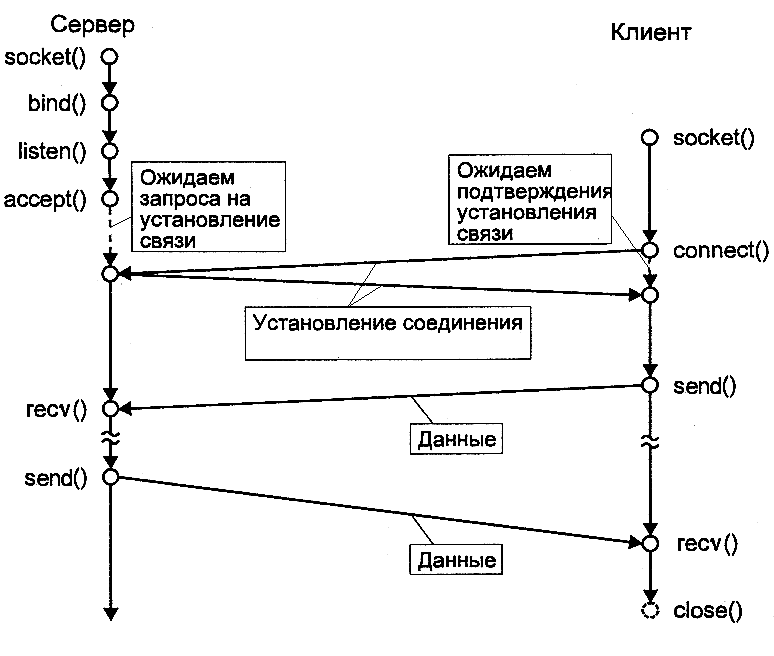 Сервер
Клиент
socket()
bind()
listen()
accept()
Ожидаем
запроса на
установление
связи
socket()
Ожидаем
подтверждения
установления
связи
connect()
Установление соединения
send()
recv()
Данные
send()
recv()
Данные
close()